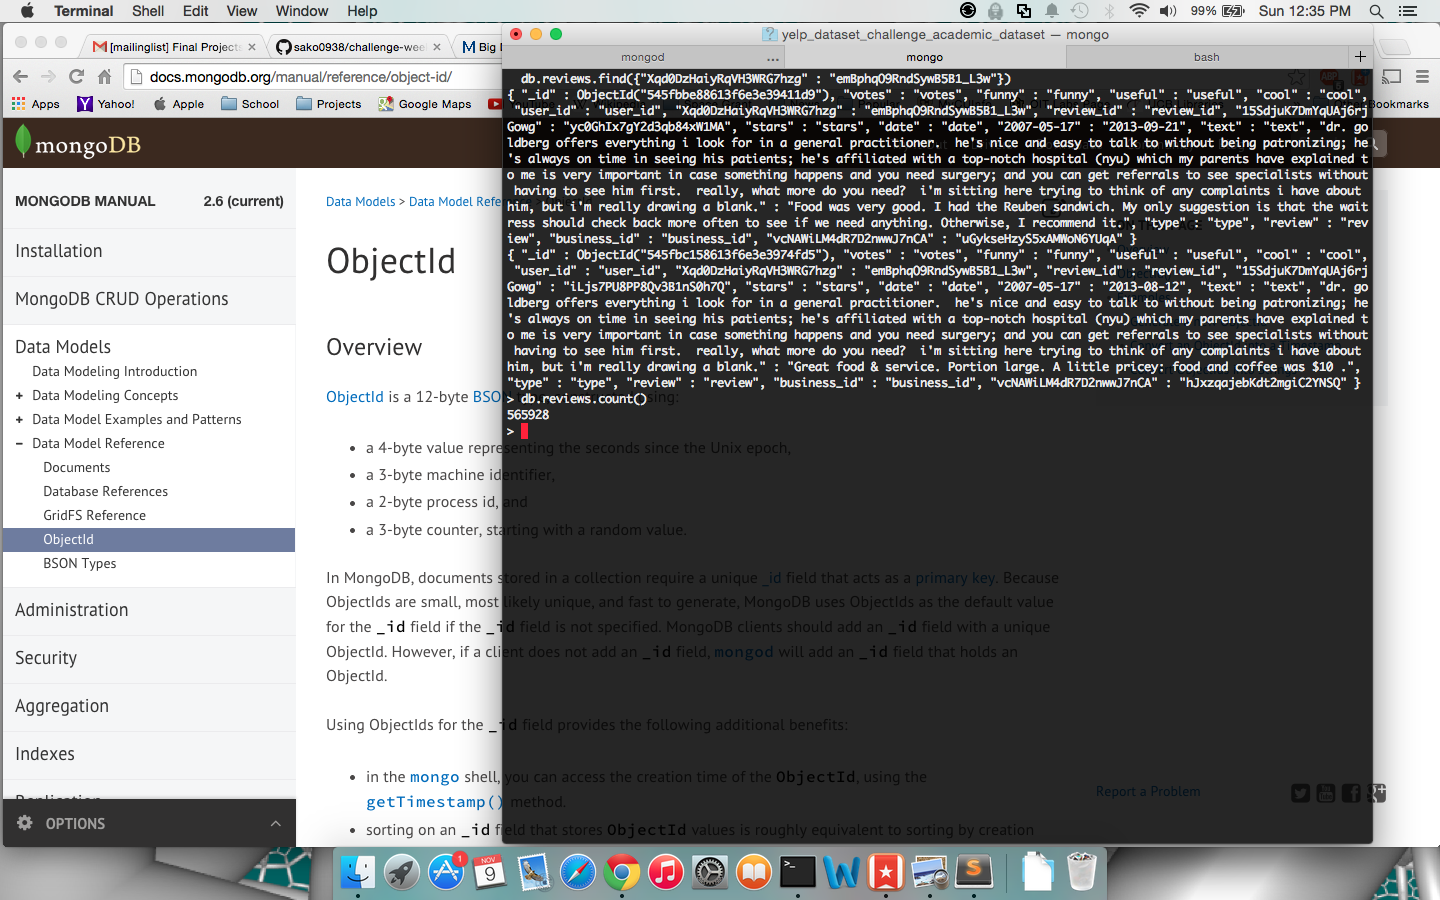 Terminal Shell Edit View Window Help
99% Sun 12:35 PM
[mailinglist] Final Project
sako0938/challenge-wee
Big
docs.mongodb.org/manual/reference/object-id/
Apps Yahoo! Apple School Projects Google Maps
Bookmarks
mongoDB
MONGODB MANUAL 2.6 (current)
Installation
MongoDB CRUD Operations
Data Models
Data Modeling Introduction
+ Data Modeling Concepts
+ Data Model Examples and Patterns
– Data Model Reference
Documents
Database References
GridFS Reference
ObjectId
BSON Types
Administration
Security
Aggregation
Indexes
Replication
OPTIONS
Data Models > Data Model Refe
ObjectId
Overview
ObjectId is a 12-byte BS
• a 4-byte value representing the seconds since the Unix epoch,
• a 3-byte machine identifier,
• a 2-byte process id, and
• a 3-byte counter, starting with a random value.
In MongoDB, documents stored in a collection require a unique _id field that acts as a primary key. Because
ObjectIds are small, most likely unique, and fast to generate, MongoDB uses ObjectIds as the default value
for the _id field if the _id field is not specified. MongoDB clients should add an _id field with a unique
ObjectId. However, if a client does not add an _id field, mongod will add an _id field that holds an
ObjectId.
Using ObjectIds for the _id field provides the following additional benefits:
• in the mongo shell, you can access the creation time of the ObjectId, using the
getTimestamp() method.
• sorting on an _id field that stores ObjectId values is roughly equivalent to sorting by creation
Report a Problem
yelp_dataset_challenge_academic_dataset — mongo
mongod ... mongo bash +
db.reviews.find({"Xqd0DzHaiyRqVH3WRG7hzg" : "emBphqO9RndSywB5B1_L3w"})
{ "_id" : ObjectId("545fbbe88613f6e3e39411d9"), "votes" : "votes", "funny" : "funny", "useful" : "useful", "cool" : "cool",
"user_id" : "user_id", "Xqd0DzHaiyRqVH3WRG7hzg" : "emBphqO9RndSywB5B1_L3w", "review_id" : "review_id", "15SdjuK7DmYqUAj6rj
Gowg" : "yc0GhIx7gY2d3qb84xW1MA", "stars" : "stars", "date" : "date", "2007-05-17" : "2013-09-21", "text" : "text", "dr. go
ldberg offers everything i look for in a general practitioner.  he's nice and easy to talk to without being patronizing; he
's always on time in seeing his patients; he's affiliated with a top-notch hospital (nyu) which my parents have explained t
o me is very important in case something happens and you need surgery; and you can get referrals to see specialists without
having to see him first.  really, what more do you need?  i'm sitting here trying to think of any complaints i have about
him, but i'm really drawing a blank." : "Food was very good. I had the Reuben sandwich. My only suggestion is that the wait
ress should check back more often to see if we need anything. Otherwise, I recommend it.", "type" : "type", "review" : "rev
iew", "business_id" : "business_id", "vcNAWiLM4dR7D2nwwJ7nCA" : "uGykseHzyS5xAMWoN6YUqA" }
{ "_id" : ObjectId("545fbc158613f6e3e3974fd5"), "votes" : "votes", "funny" : "funny", "useful" : "useful", "cool" : "cool",
"user_id" : "user_id", "Xqd0DzHaiyRqVH3WRG7hzg" : "emBphqO9RndSywB5B1_L3w", "review_id" : "review_id", "15SdjuK7DmYqUAj6rj
Gowg" : "iLjs7PU8PP8Qv3B1nS0h7Q", "stars" : "stars", "date" : "date", "2007-05-17" : "2013-08-12", "text" : "text", "dr. go
ldberg offers everything i look for in a general practitioner.  he's nice and easy to talk to without being patronizing; he
's always on time in seeing his patients; he's affiliated with a top-notch hospital (nyu) which my parents have explained t
o me is very important in case something happens and you need surgery; and you can get referrals to see specialists without
having to see him first.  really, what more do you need?  i'm sitting here trying to think of any complaints i have about
him, but i'm really drawing a blank." : "Great food & service. Portion large. A little pricey: food and coffee was $10 .",
"type" : "type", "review" : "review", "business_id" : "business_id", "vcNAWiLM4dR7D2nwwJ7nCA" : "hJxzqajebKdt2mgiC2YNSQ" }
> db.reviews.count()
565928
>
1
NOV
9